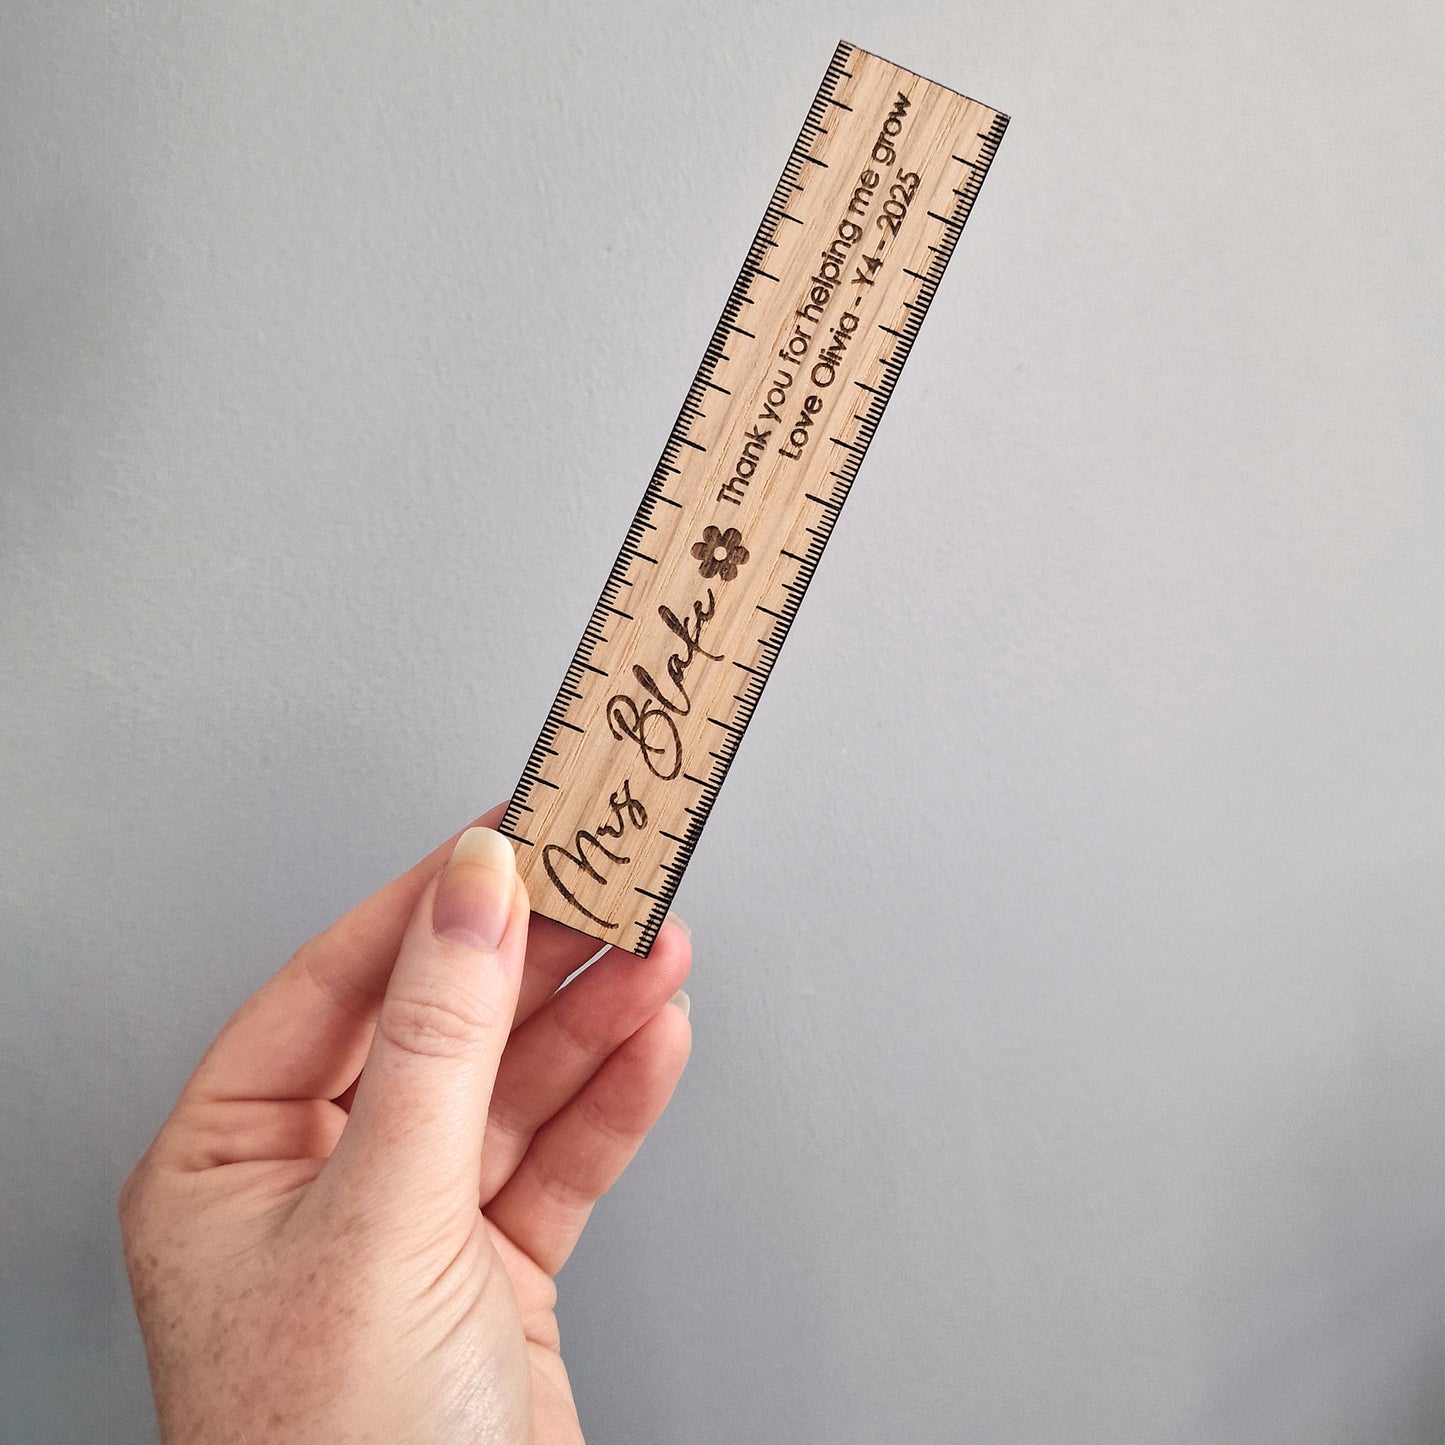 Mrs Blake
Thank you for helping me grow
Love Olivia - Y4 - 2025